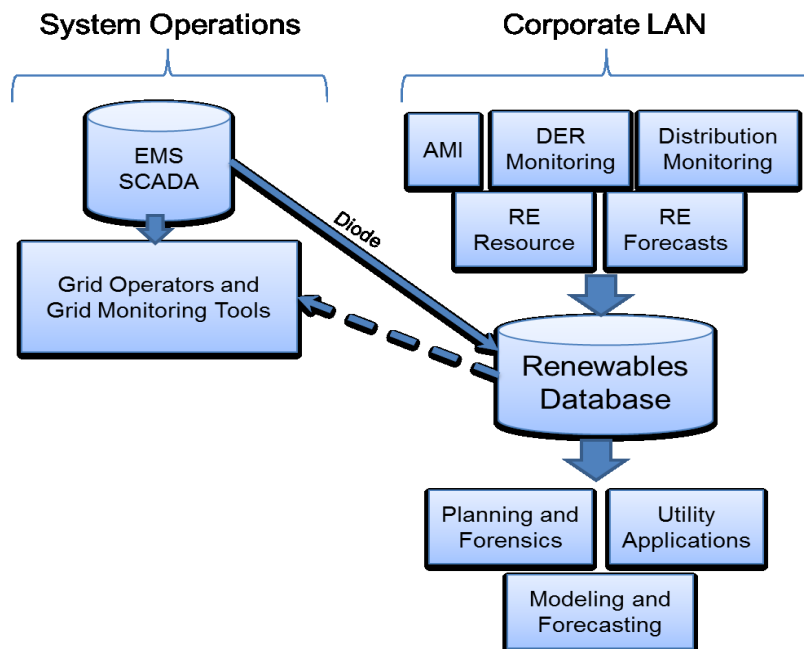 System Operations
Corporate LAN
EMS
SCADA
AMI
DER
Monitoring
Distribution
Monitoring
RE
Resource
RE
Forecasts
Diode
Grid Operators and
Grid Monitoring Tools
Renewables
Database
Planning and
Forensics
Utility
Applications
Modeling and
Forecasting